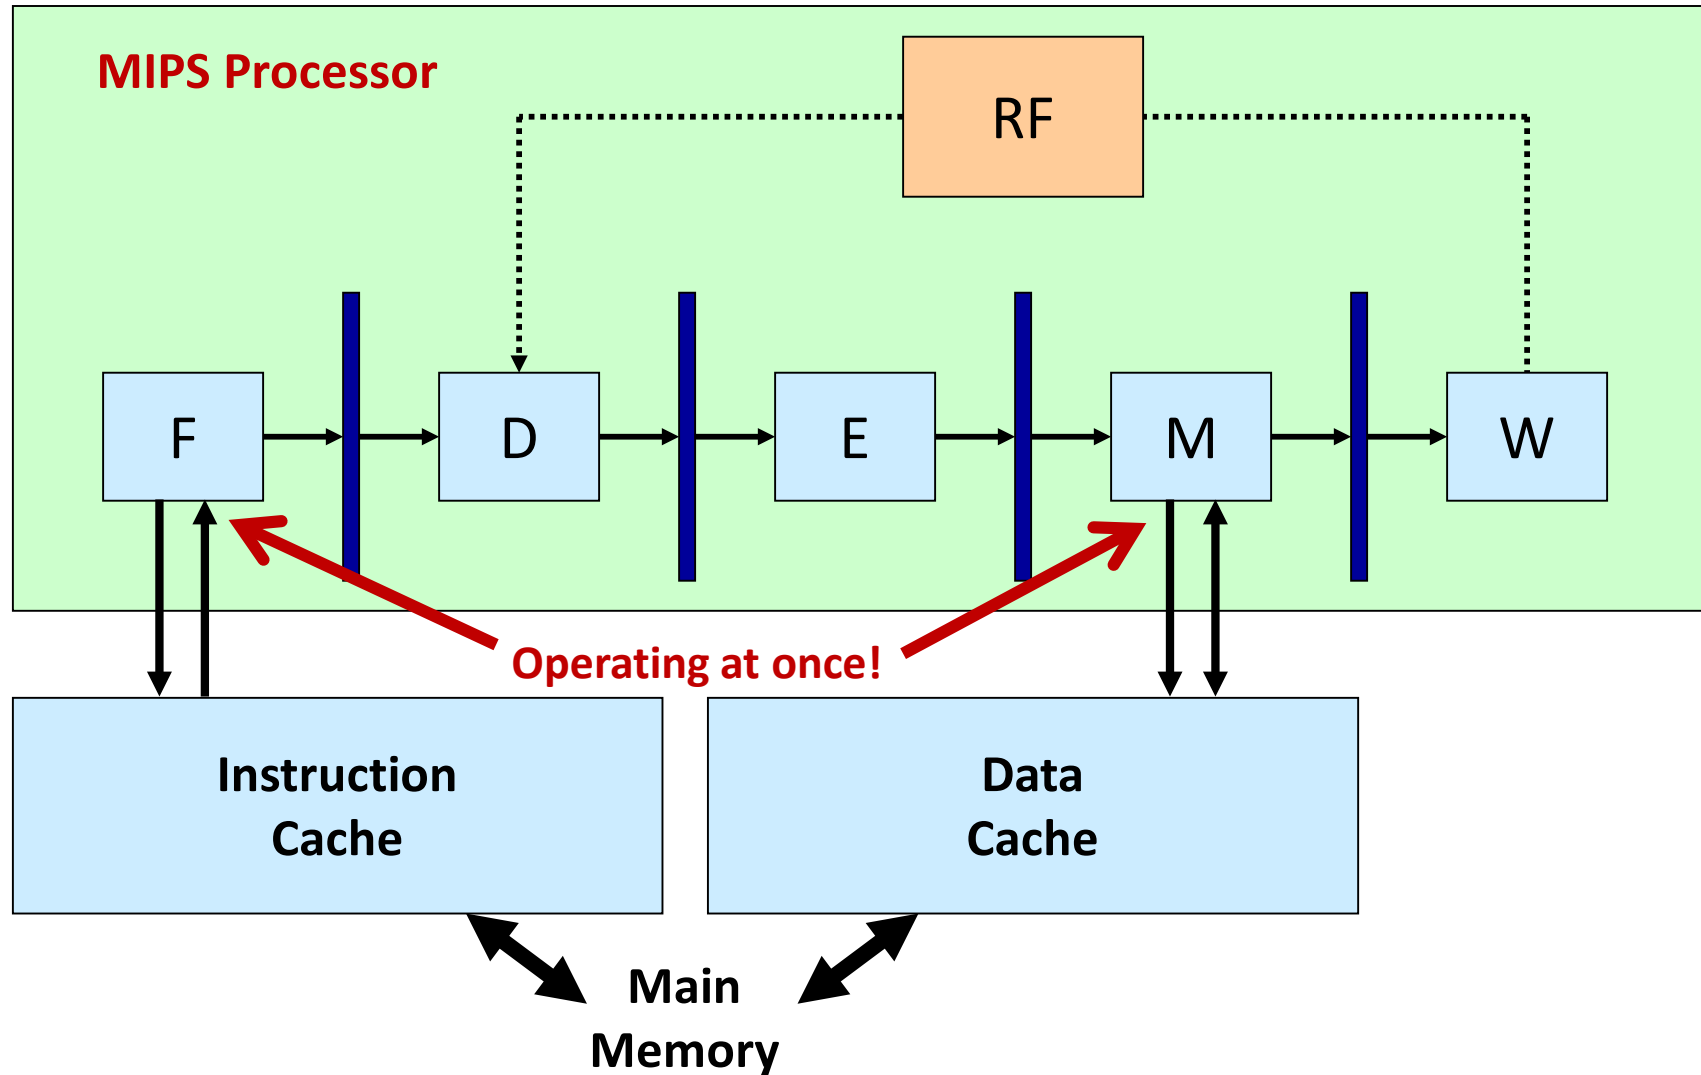 MIPS Processor
RF
F
D
E
M
W
Operating at once!
Instruction
Cache
Data
Cache
Main
Memory